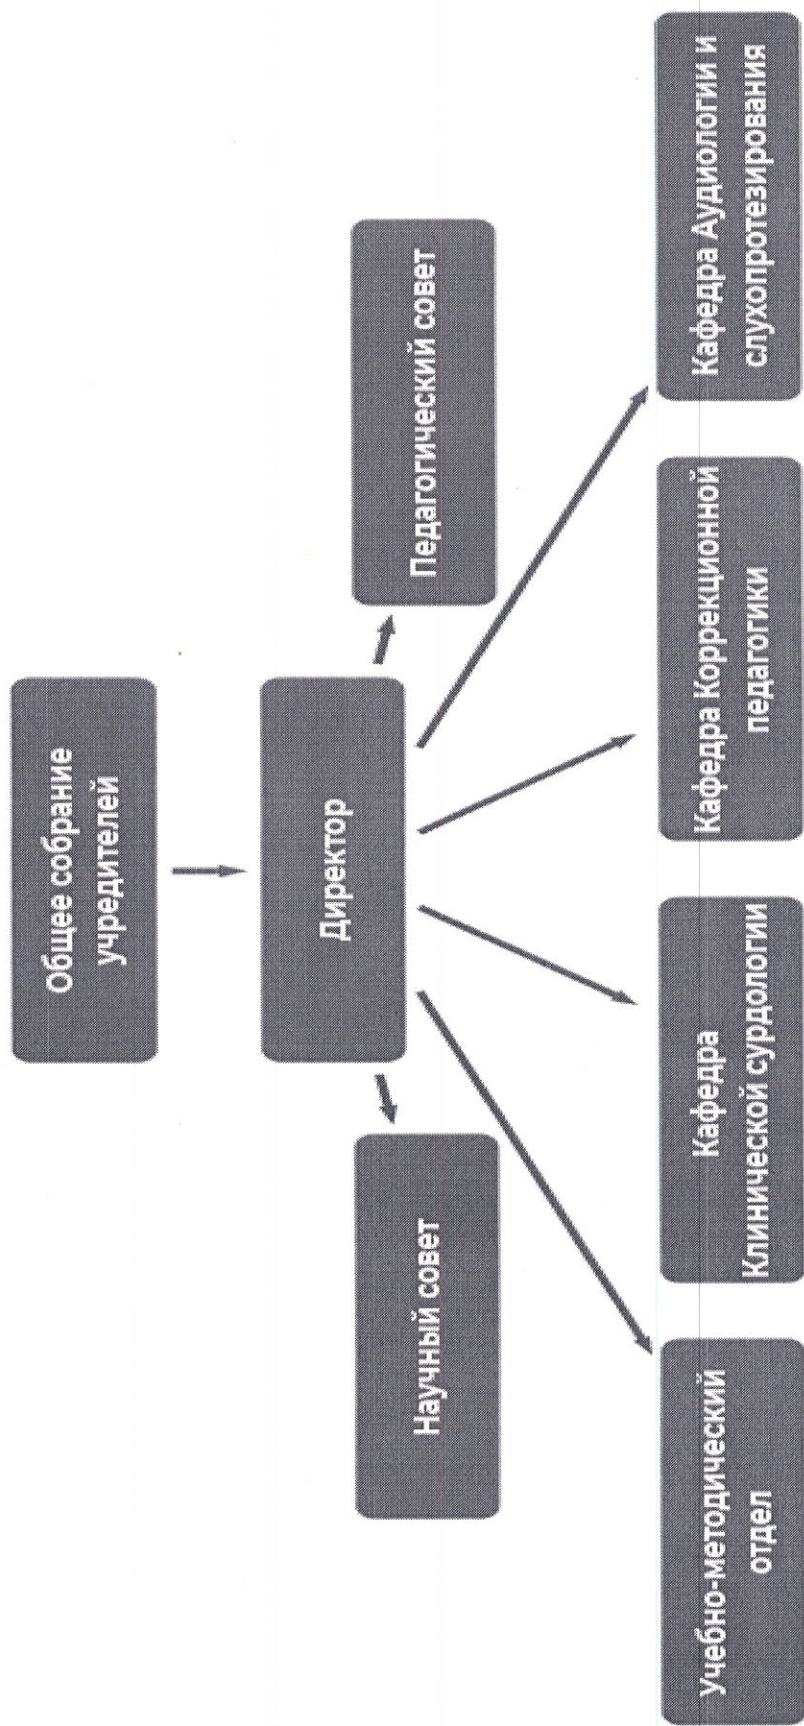 Общее собрание
учредителей
Директор
Научный совет
Педагогический совет
Учебно-методический
отдел
Кафедра
Клинической сурдологии
Кафедра Коррекционной
педагогики
Кафедра Аудиологии и
слухопротезирования